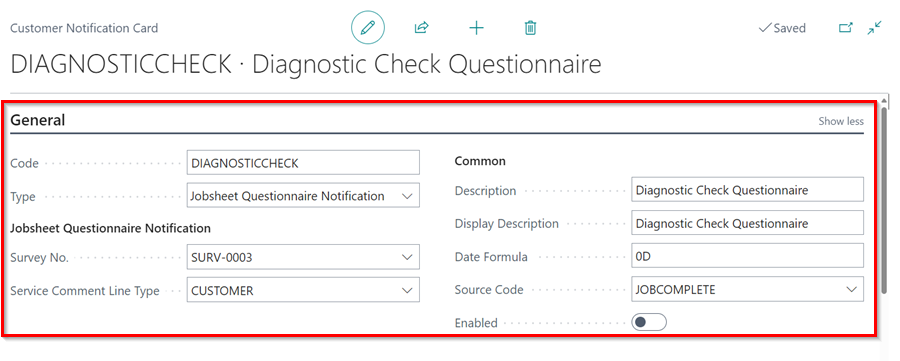 Customer Notification Card
Saved
DIAGNOSTICCHECK · Diagnostic Check Questionnaire
General
Show less
Code DIAGNOSTICCHECK
Type Jobsheet Questionnaire Notification
Jobsheet Questionnaire Notification
Survey No. SURV-0003
Service Comment Line Type CUSTOMER
Common
Description Diagnostic Check Questionnaire
Display Description Diagnostic Check Questionnaire
Date Formula 0D
Source Code JOBCOMPLETE
Enabled